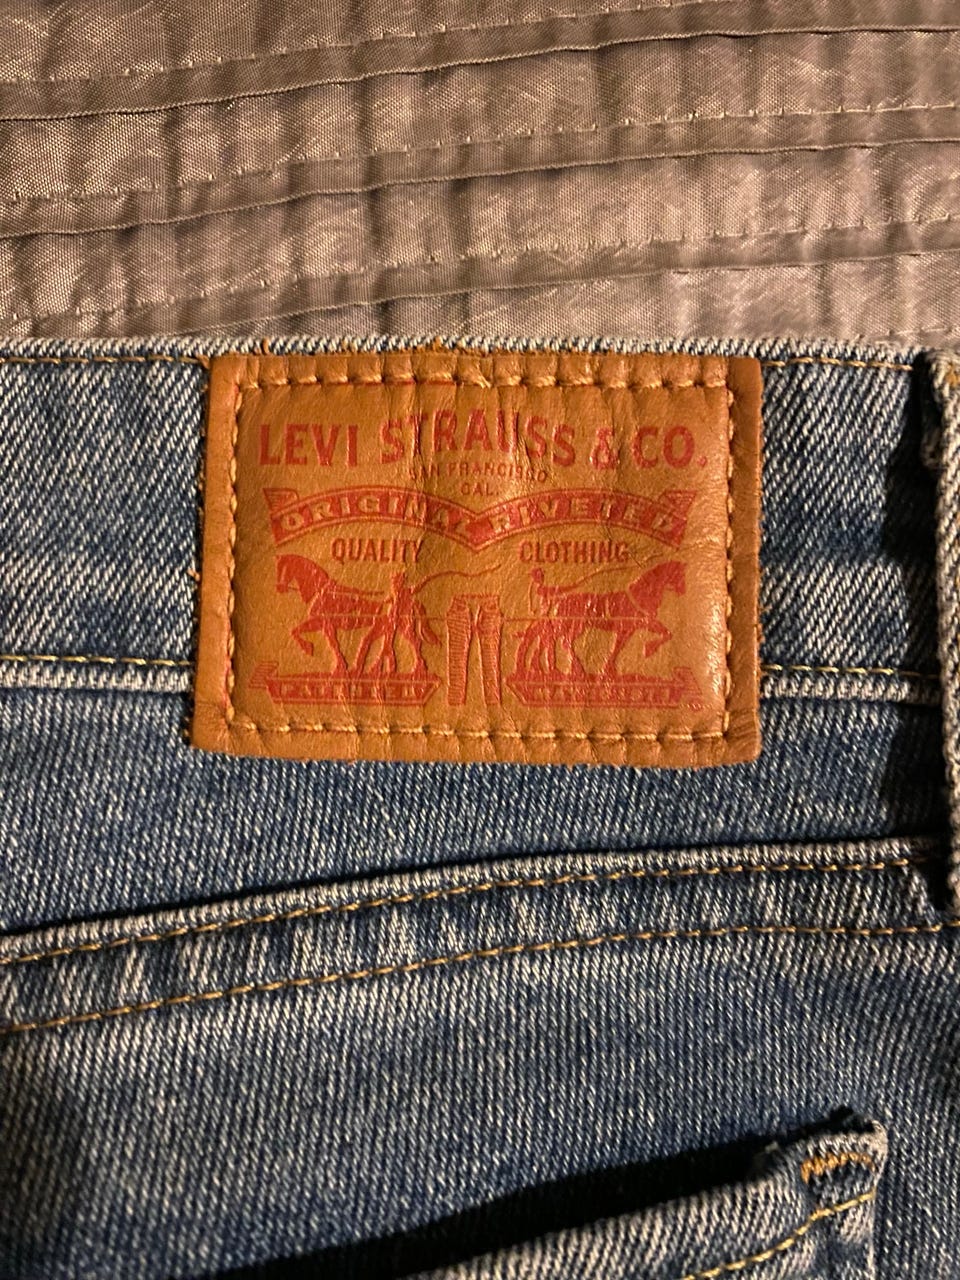 LEVI STRAUSS & CO.
SAN FRANCISCO
CAL.
ORIGINAL RIVETED
QUALITY CLOTHING